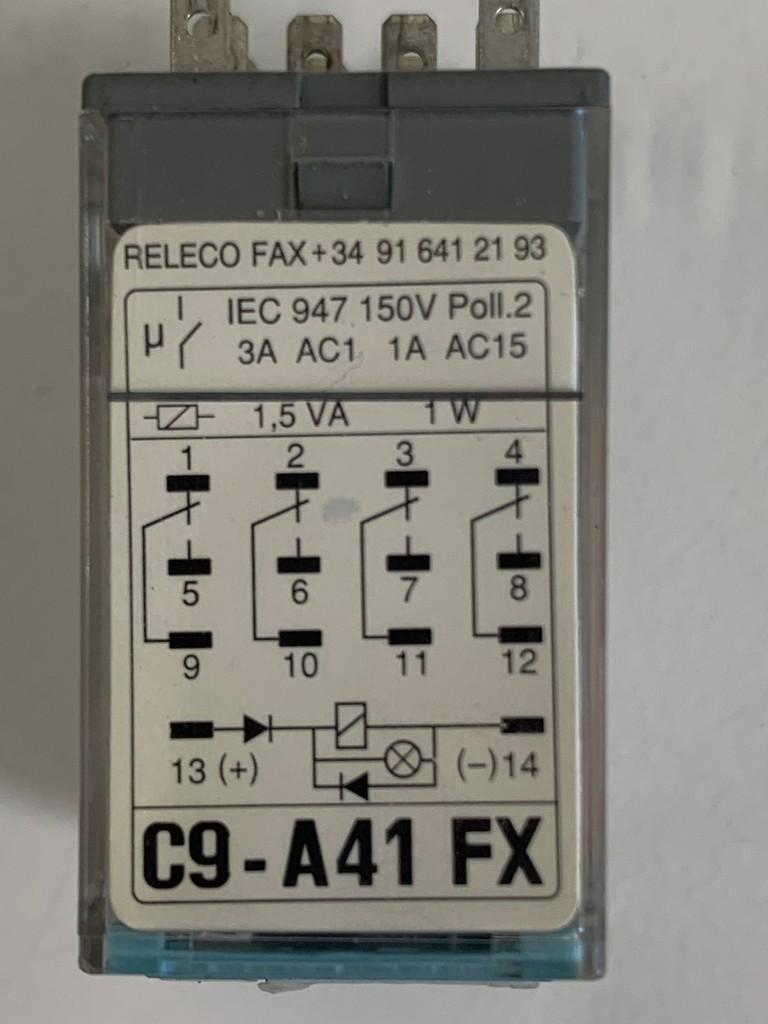 RELECO FAX+34 91 641 21 93
IEC 947 150V Poll.2
µ 3A AC1 1A AC15
1,5 VA 1 W
1 2 3 4
5 6 7 8
9 10 11 12
13 (+) (−)14
C9-A41 FX